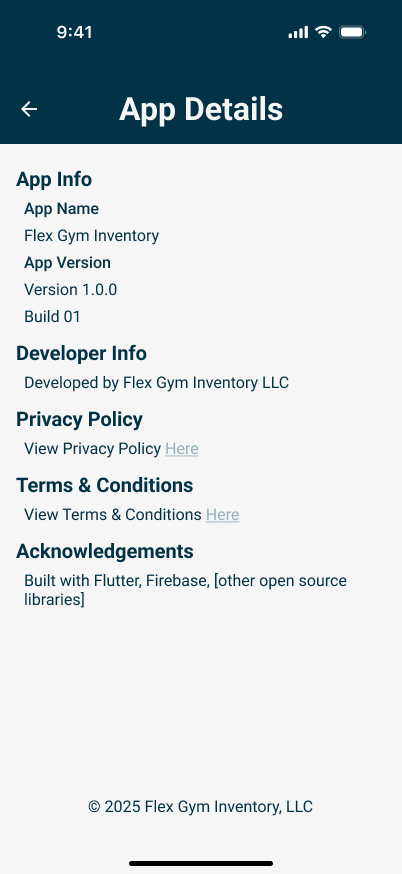 9:41
App Details
App Info
App Name
Flex Gym Inventory
App Version
Version 1.0.0
Build 01
Developer Info
Developed by Flex Gym Inventory LLC
Privacy Policy
View Privacy Policy Here
Terms & Conditions
View Terms & Conditions Here
Acknowledgements
Built with Flutter, Firebase, [other open source
libraries]
© 2025 Flex Gym Inventory, LLC